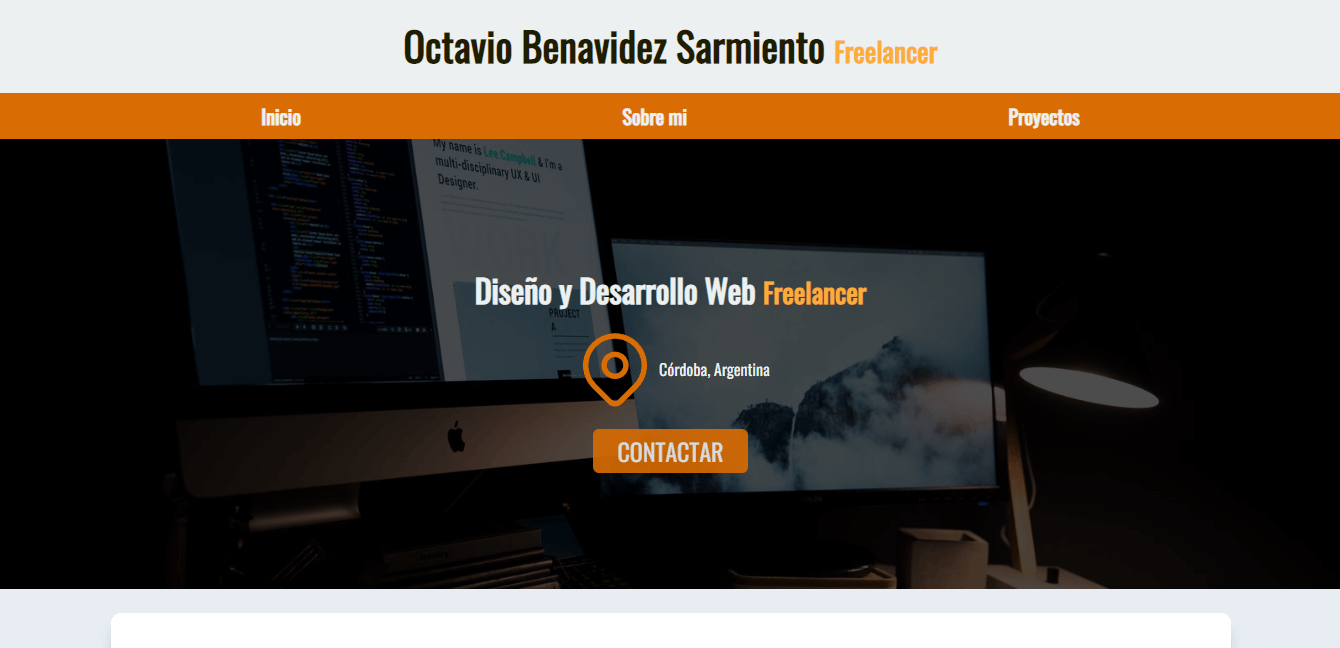 Octavio Benavidez Sarmiento Freelancer
Inicio
Sobre mi
Proyectos
My name is Lee Campbell & I'm a
multi-disciplinary UX & UI
Designer.
WORK
Diseño y Desarrollo Web Freelancer
PROJECT
A
Córdoba, Argentina
CONTACTAR